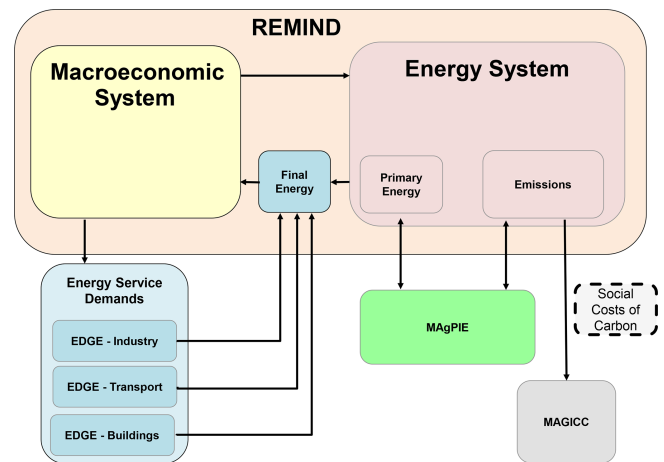 REMIND
Macroeconomic
System
Energy System
Final
Energy
Primary
Energy
Emissions
Energy Service
Demands
EDGE - Industry
EDGE - Transport
EDGE - Buildings
MAgPIE
Social
Costs of
Carbon
MAGICC